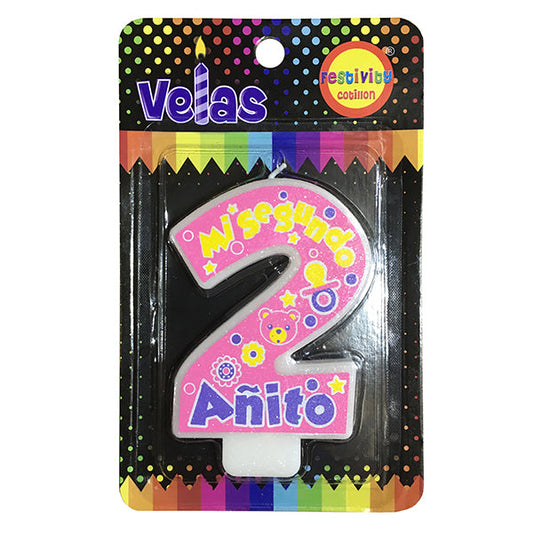 Velas
Festivity®
cotillon
Mi segundo
2
Añito